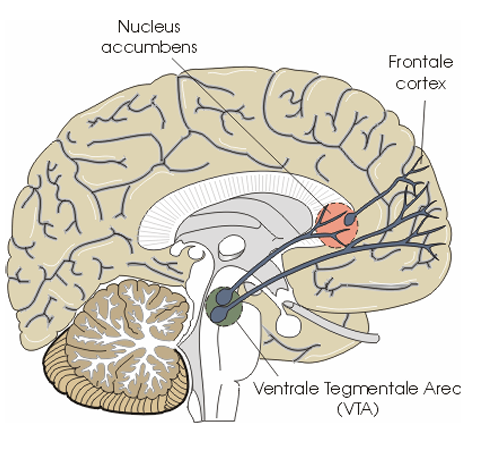 Nucleus
accumbens
Frontale
cortex
Ventrale Tegmentale Arec
(VTA)